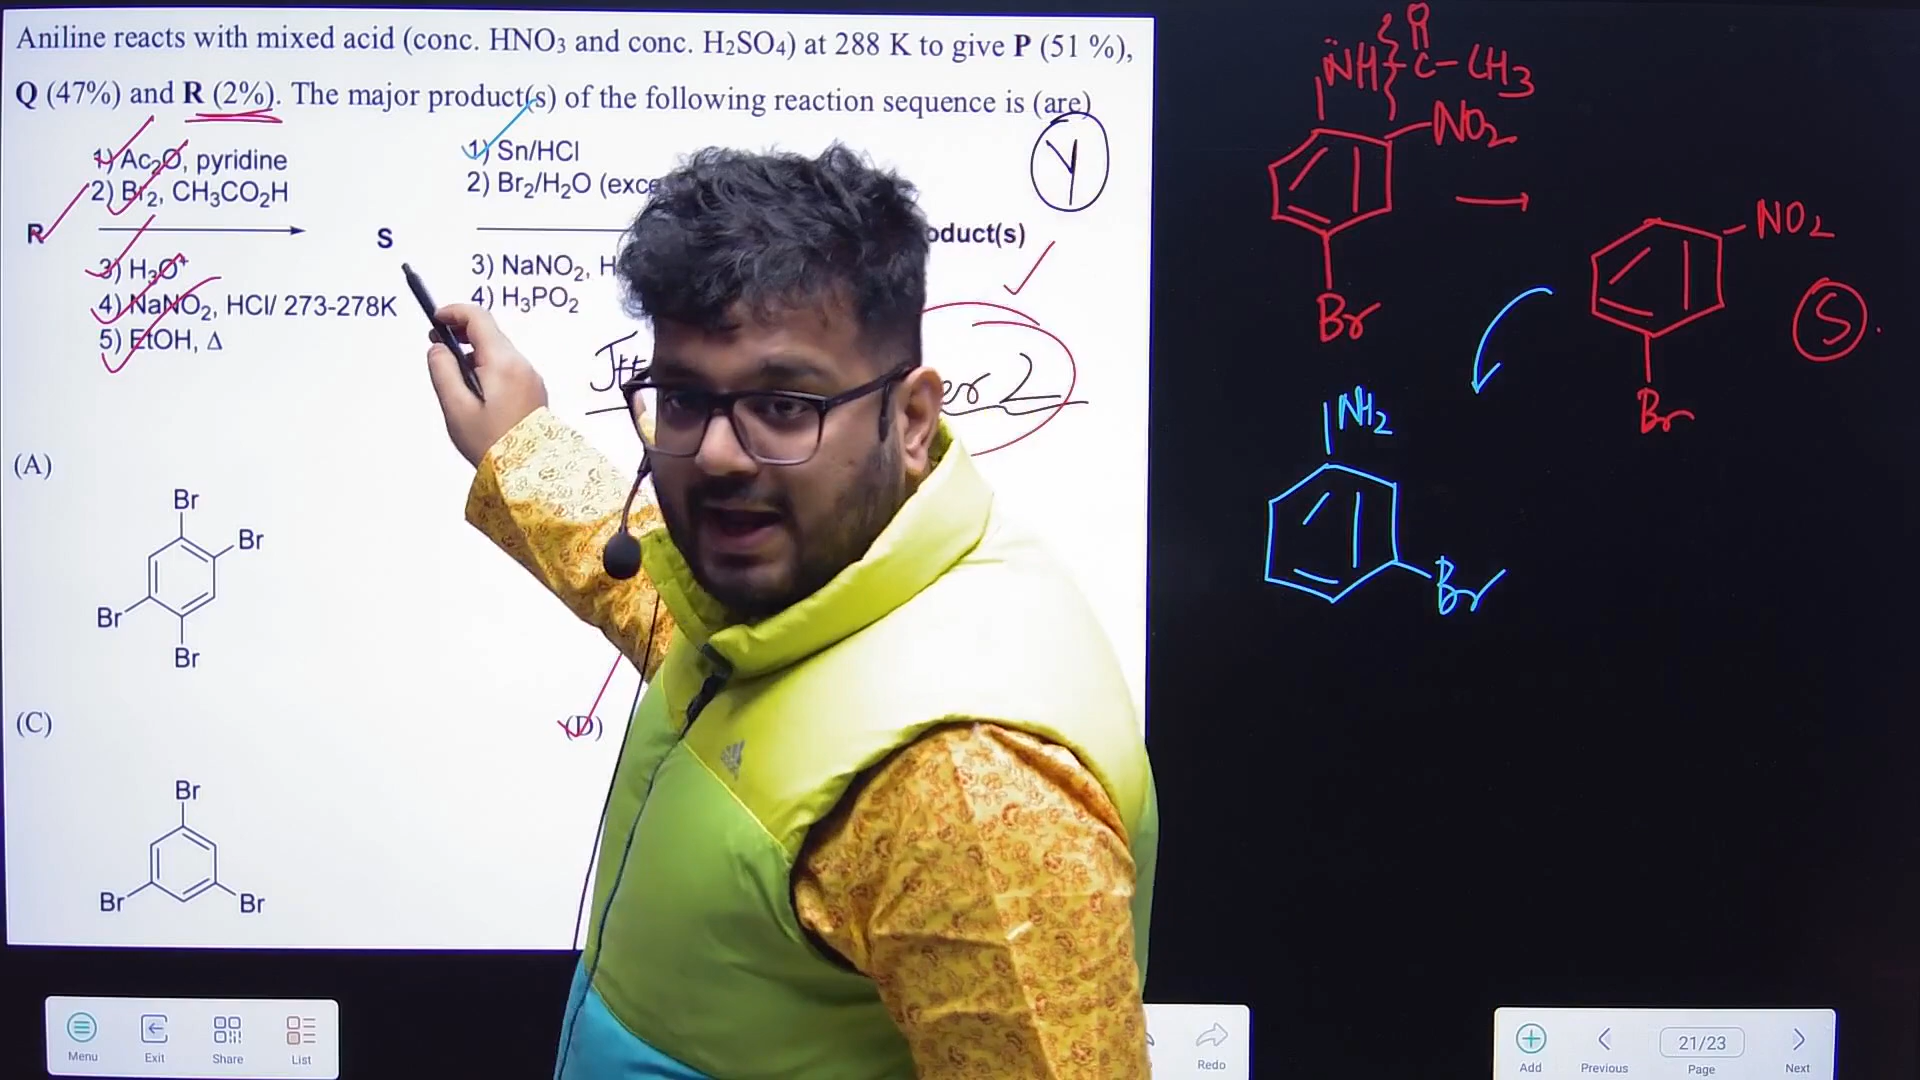 Aniline reacts with mixed acid (conc. HNO3 and conc. H2SO4) at 288 K to give P (51 %),
Q (47%) and R (2%). The major product(s) of the following reaction sequence is (are)
1) Ac2O, pyridine
2) Br2, CH3CO2H
R
3) H3O+
4) NaNO2, HCl/ 273-278K
5) EtOH, Δ
S
1) Sn/HCl
2) Br2/H2O (exce
3) NaNO2, H
4) H3PO2
oduct(s)
Y
er 2
(A)
Br
Br
Br
Br
(C)
Br
Br
Br
(D)
O
NH C-CH3
NO2
Br
NO2
Br
S
NH2
Br
Menu
Exit
Share
List
Redo
Add
Previous
21/23
Page
Next